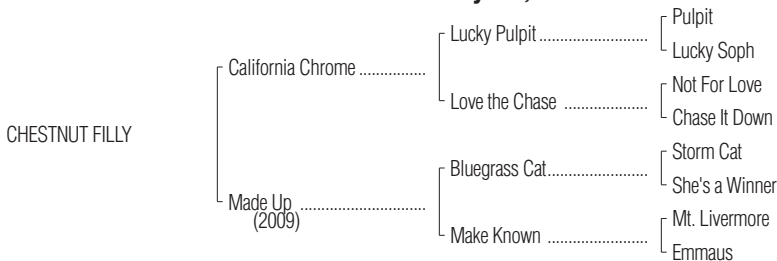 Pulpit
Lucky Pulpit ....................
Lucky Soph
California Chrome ................
Not For Love
Love the Chase ....................
Chase It Down
CHESTNUT FILLY
Storm Cat
Bluegrass Cat........................
She's a Winner
Made Up ..............................
(2009)
Mt. Livermore
Make Known ........................
Emmaus